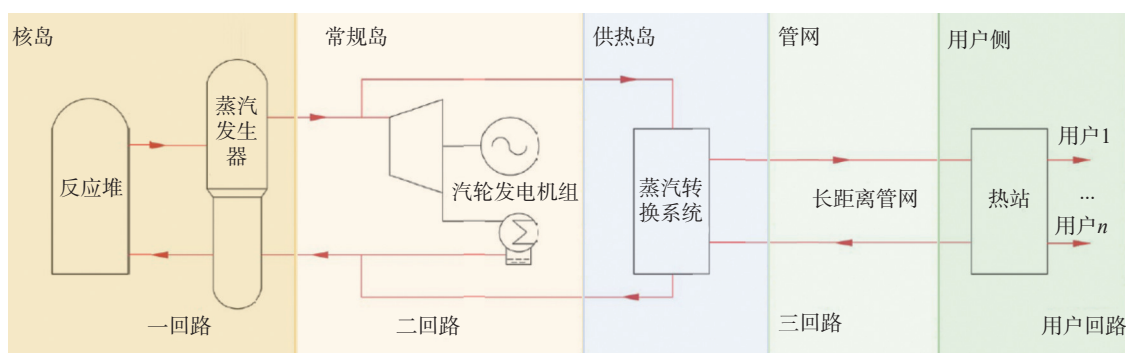 核岛
常规岛
供热岛
管网
用户侧
蒸汽
发生
器
反应堆
汽轮发电机组
蒸汽转
换系统
长距离管网
热站
用户1
...
用户n
一回路
二回路
三回路
用户回路